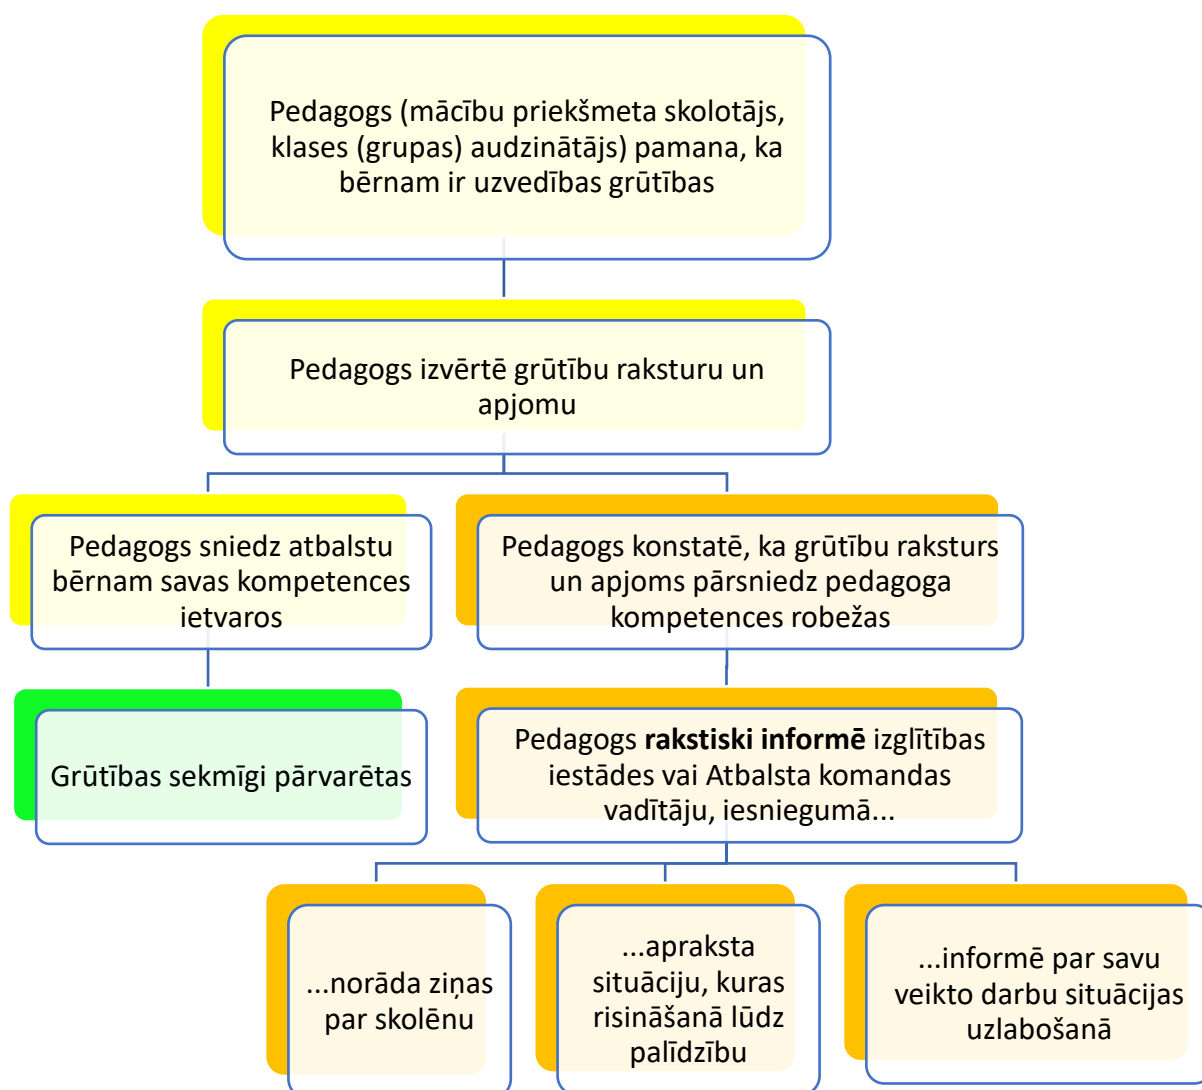 Pedagogs (mācību priekšmeta skolotājs,
klases (grupas) audzinātājs) pamana, ka
bērnam ir uzvedības grūtības
Pedagogs izvērtē grūtību raksturu un
apjomu
Pedagogs sniedz atbalstu
bērnam savas kompetences
ietvaros
Pedagogs konstatē, ka grūtību raksturs
un apjoms pārsniedz pedagoga
kompetences robežas
Grūtības sekmīgi pārvarētas
Pedagogs rakstiski informē izglītības
iestādes vai Atbalsta komandas
vadītāju, iesniegumā...
...norāda ziņas
par skolēnu
...apraksta
situāciju, kuras
risināšanā lūdz
palīdzību
...informē par savu
veikto darbu situācijas
uzlabošanā